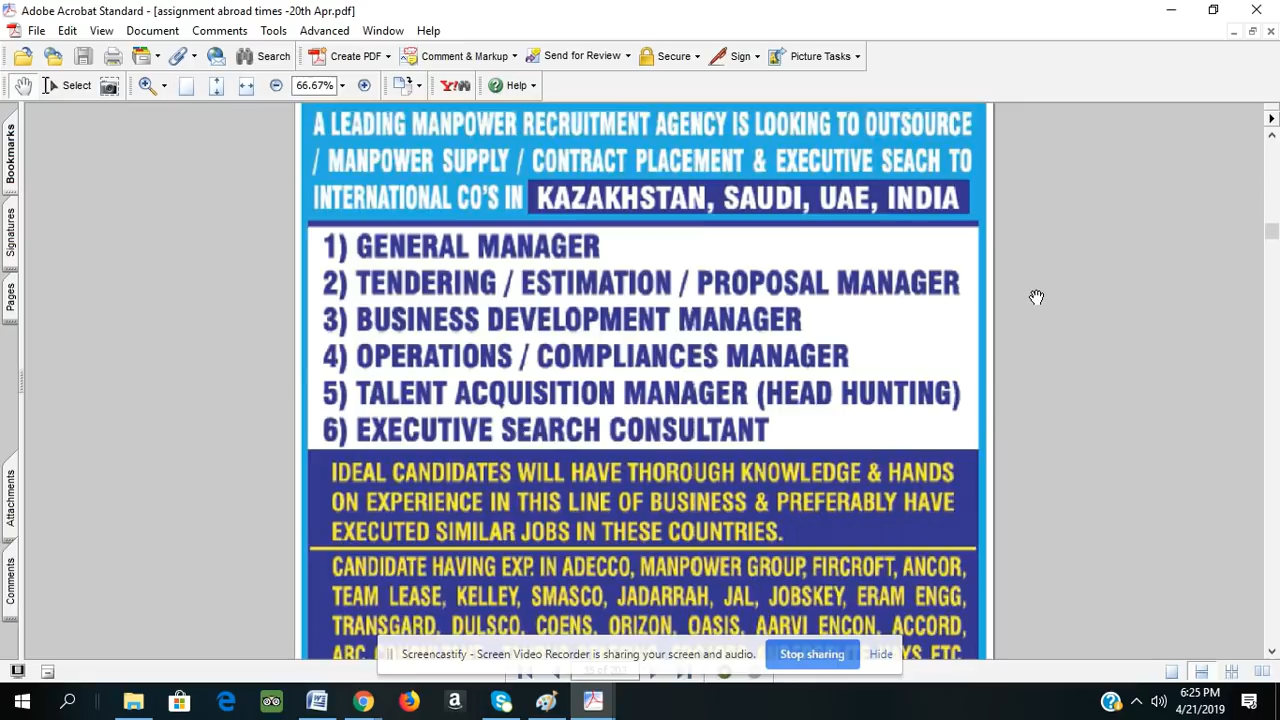 Adobe Acrobat Standard - [assignment abroad times -20th Apr.pdf]
File Edit View Document Comments Tools Advanced Window Help
Search Create PDF Comment & Markup Send for Review Secure Sign Picture Tasks
Select 66.67% Y! Help
Bookmarks
Signatures
Pages
Attachments
Comments
A LEADING MANPOWER RECRUITMENT AGENCY IS LOOKING TO OUTSOURCE
/ MANPOWER SUPPLY / CONTRACT PLACEMENT & EXECUTIVE SEACH TO
INTERNATIONAL CO'S IN KAZAKHSTAN, SAUDI, UAE, INDIA
1) GENERAL MANAGER
2) TENDERING / ESTIMATION / PROPOSAL MANAGER
3) BUSINESS DEVELOPMENT MANAGER
4) OPERATIONS / COMPLIANCES MANAGER
5) TALENT ACQUISITION MANAGER (HEAD HUNTING)
6) EXECUTIVE SEARCH CONSULTANT
IDEAL CANDIDATES WILL HAVE THOROUGH KNOWLEDGE & HANDS
ON EXPERIENCE IN THIS LINE OF BUSINESS & PREFERABLY HAVE
EXECUTED SIMILAR JOBS IN THESE COUNTRIES.
CANDIDATE HAVING EXP. IN ADECCO, MANPOWER GROUP, FIRCROFT, ANCOR,
TEAM LEASE, KELLEY, SMASCO, JADARRAH, JAL, JOBSKEY, ERAM ENGG,
TRANSGARD, DULSCO, COENS, ORIZON, OASIS, AARVI ENCON, ACCORD,
Screencastify - Screen Video Recorder is sharing your screen and audio. Stop sharing Hide
6:25 PM
4/21/2019